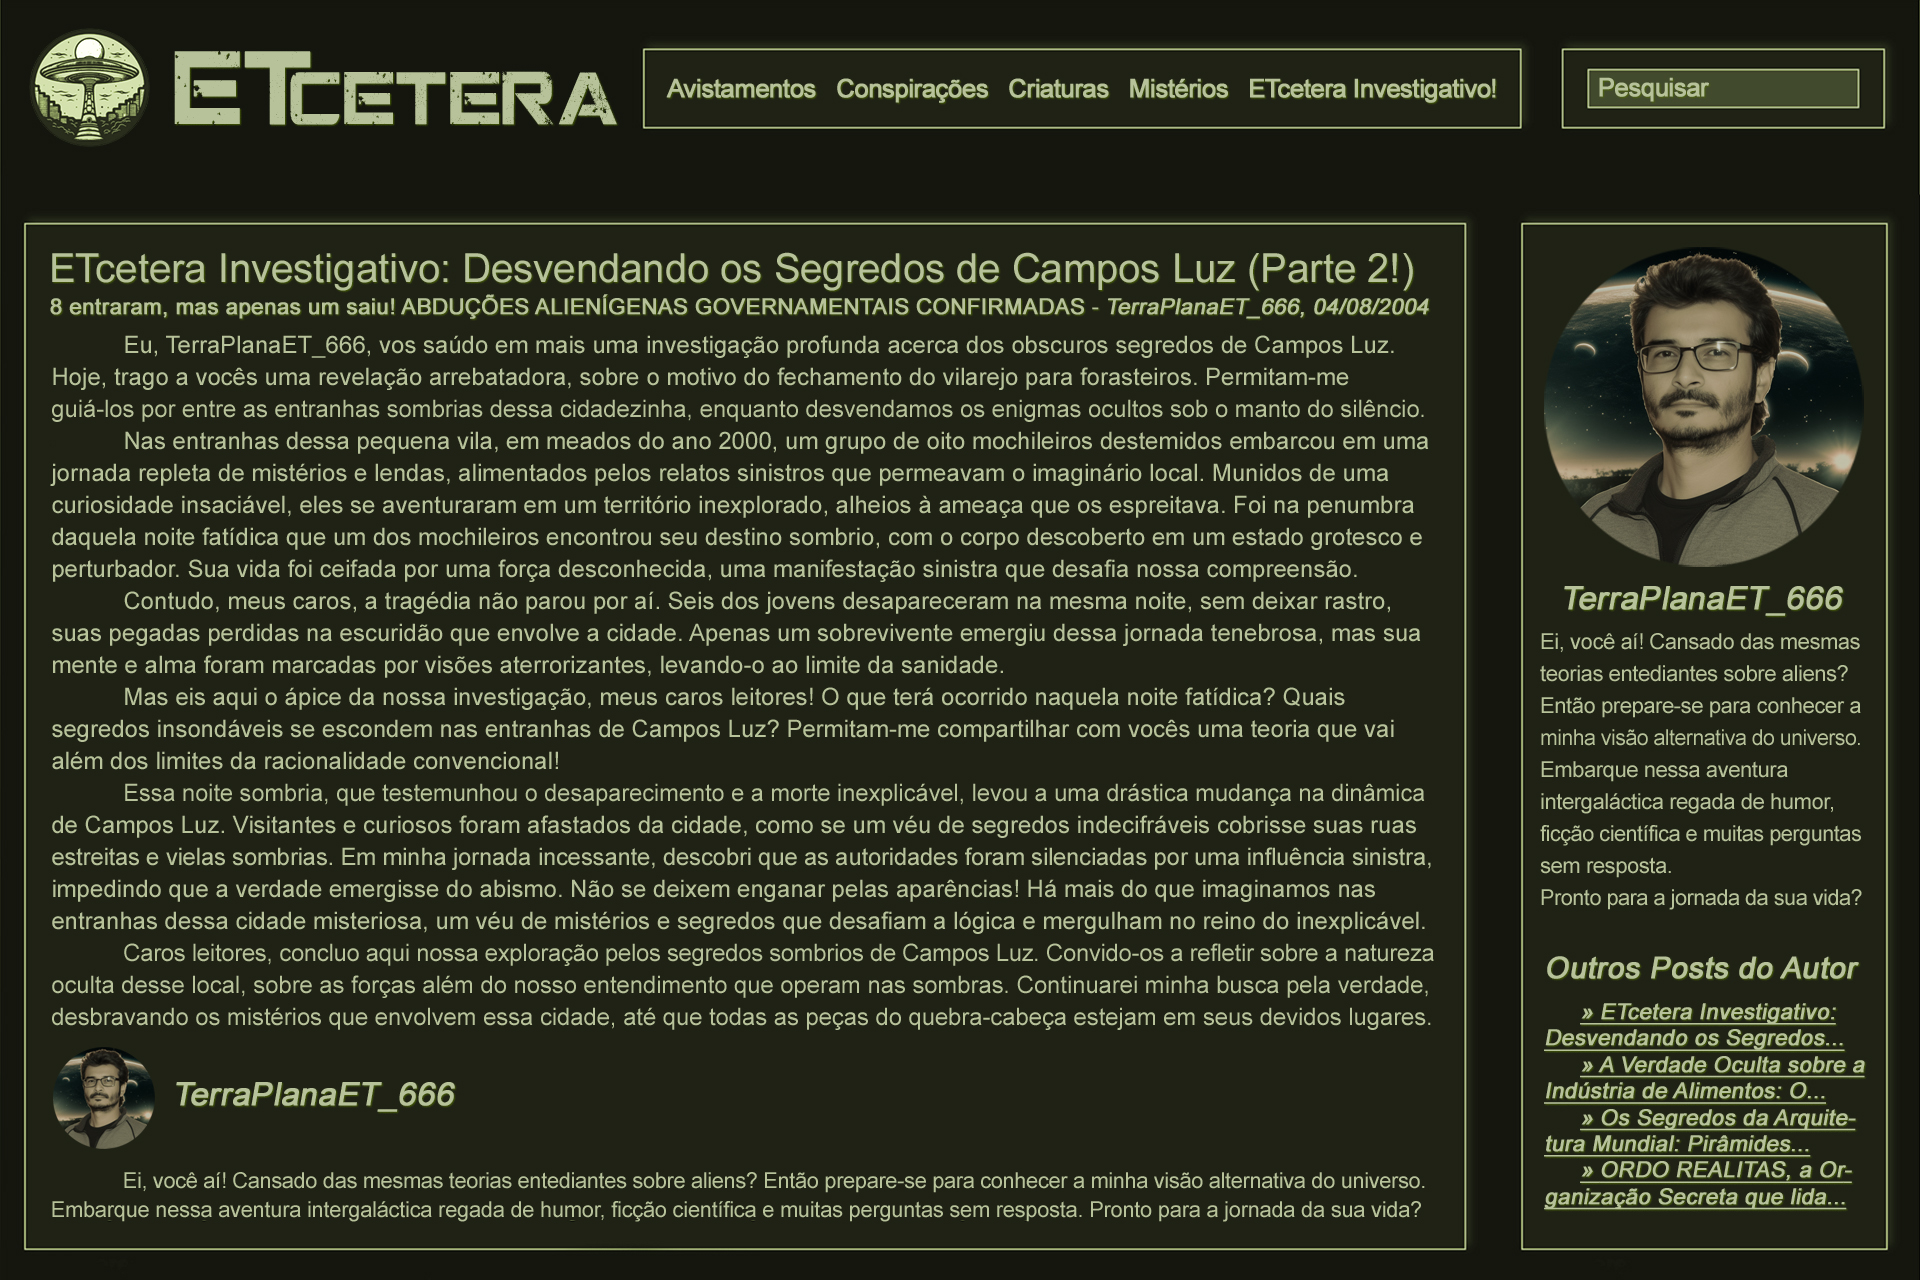 ETCETERA
Avistamentos Conspirações Criaturas Mistérios ETcetera Investigativo!
Pesquisar
ETcetera Investigativo: Desvendando os Segredos de Campos Luz (Parte 2!)
8 entraram, mas apenas um saiu! ABDUÇÕES ALIENÍGENAS GOVERNAMENTAIS CONFIRMADAS - TerraPlanaET_666, 04/08/2004
Eu, TerraPlanaET_666, vos saúdo em mais uma investigação profunda acerca dos obscuros segredos de Campos Luz.
Hoje, trago a vocês uma revelação arrebatadora, sobre o motivo do fechamento do vilarejo para forasteiros. Permitam-me
guiá-los por entre as entranhas sombrias dessa cidadezinha, enquanto desvendamos os enigmas ocultos sob o manto do silêncio.
Nas entranhas dessa pequena vila, em meados do ano 2000, um grupo de oito mochileiros destemidos embarcou em uma
jornada repleta de mistérios e lendas, alimentados pelos relatos sinistros que permeavam o imaginário local. Munidos de uma
curiosidade insaciável, eles se aventuraram em um território inexplorado, alheios à ameaça que os espreitava. Foi na penumbra
daquela noite fatídica que um dos mochileiros encontrou seu destino sombrio, com o corpo descoberto em um estado grotesco e
perturbador. Sua vida foi ceifada por uma força desconhecida, uma manifestação sinistra que desafia nossa compreensão.
Contudo, meus caros, a tragédia não parou por aí. Seis dos jovens desapareceram na mesma noite, sem deixar rastro,
suas pegadas perdidas na escuridão que envolve a cidade. Apenas um sobrevivente emergiu dessa jornada tenebrosa, mas sua
mente e alma foram marcadas por visões aterrorizantes, levando-o ao limite da sanidade.
Mas eis aqui o ápice da nossa investigação, meus caros leitores! O que terá ocorrido naquela noite fatídica? Quais
segredos insondáveis se escondem nas entranhas de Campos Luz? Permitam-me compartilhar com vocês uma teoria que vai
além dos limites da racionalidade convencional!
Essa noite sombria, que testemunhou o desaparecimento e a morte inexplicável, levou a uma drástica mudança na dinâmica
de Campos Luz. Visitantes e curiosos foram afastados da cidade, como se um véu de segredos indecifráveis cobrisse suas ruas
estreitas e vielas sombrias. Em minha jornada incessante, descobri que as autoridades foram silenciadas por uma influência sinistra,
impedindo que a verdade emergisse do abismo. Não se deixem enganar pelas aparências! Há mais do que imaginamos nas
entranhas dessa cidade misteriosa, um véu de mistérios e segredos que desafiam a lógica e mergulham no reino do inexplicável.
Caros leitores, concluo aqui nossa exploração pelos segredos sombrios de Campos Luz. Convido-os a refletir sobre a natureza
oculta desse local, sobre as forças além do nosso entendimento que operam nas sombras. Continuarei minha busca pela verdade,
desbravando os mistérios que envolvem essa cidade, até que todas as peças do quebra-cabeça estejam em seus devidos lugares.
TerraPlanaET_666
Ei, você aí! Cansado das mesmas teorias entediantes sobre aliens? Então prepare-se para conhecer a minha visão alternativa do universo.
Embarque nessa aventura intergaláctica regada de humor, ficção científica e muitas perguntas sem resposta. Pronto para a jornada da sua vida?
TerraPlanaET_666
Ei, você aí! Cansado das mesmas
teorias entediantes sobre aliens?
Então prepare-se para conhecer a
minha visão alternativa do universo.
Embarque nessa aventura
intergaláctica regada de humor,
ficção científica e muitas perguntas
sem resposta.
Pronto para a jornada da sua vida?
Outros Posts do Autor
» ETcetera Investigativo:
Desvendando os Segredos...
» A Verdade Oculta sobre a
Indústria de Alimentos: O...
» Os Segredos da Arquite-
tura Mundial: Pirâmides...
» ORDO REALITAS, a Or-
ganização Secreta que lida...